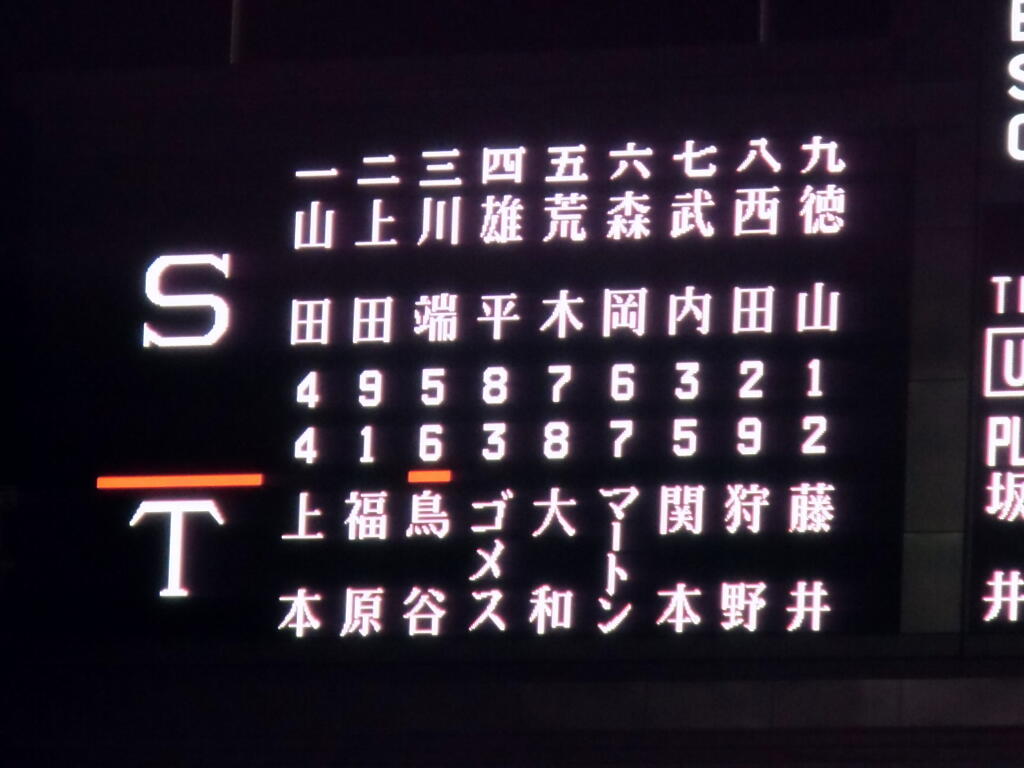 一 二 三 四 五 六 七 八 九
S
山田 上田 川端 雄平 荒木 森岡 武内 西田 徳山
4 9 5 8 7 6 3 2 1
4 1 6 3 8 7 5 9 2
T
上本 福原 鳥谷 ゴメス 大和 マートン 関本 狩野 藤井
S
PL
坂井